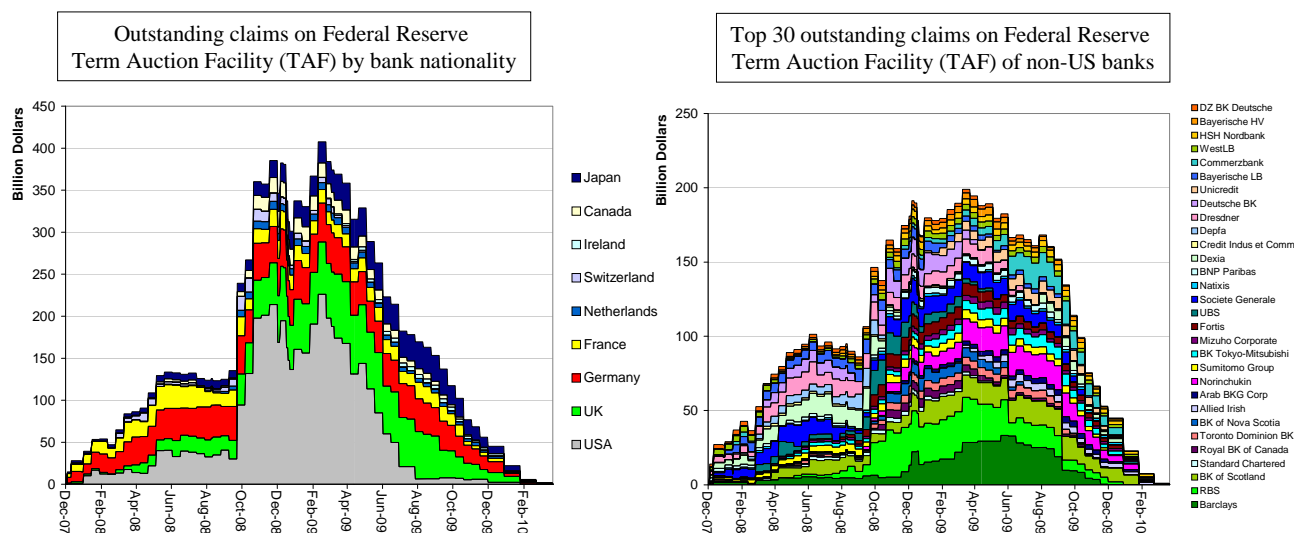 Outstanding claims on Federal Reserve
Term Auction Facility (TAF) by bank nationality
Billion Dollars
450
400
350
300
250
200
150
100
50
0
Dec-07
Feb-08
Apr-08
Jun-08
Aug-08
Oct-08
Dec-08
Feb-09
Apr-09
Jun-09
Aug-09
Oct-09
Dec-09
Feb-10
Japan
Canada
Ireland
Switzerland
Netherlands
France
Germany
UK
USA
Top 30 outstanding claims on Federal Reserve
Term Auction Facility (TAF) of non-US banks
Billion Dollars
250
200
150
100
50
0
Dec-07
Feb-08
Apr-08
Jun-08
Aug-08
Oct-08
Dec-08
Feb-09
Apr-09
Jun-09
Aug-09
Oct-09
Dec-09
Feb-10
DZ BK Deutsche
Bayerische HV
HSH Nordbank
WestLB
Commerzbank
Bayerische LB
Unicredit
Deutsche BK
Dresdner
Depfa
Credit Indus et Comm
Dexia
BNP Paribas
Natixis
Societe Generale
UBS
Fortis
Mizuho Corporate
BK Tokyo-Mitsubishi
Sumitomo Group
Norinchukin
Arab BKG Corp
Allied Irish
BK of Nova Scotia
Toronto Dominion BK
Royal BK of Canada
Standard Chartered
BK of Scotland
RBS
Barclays